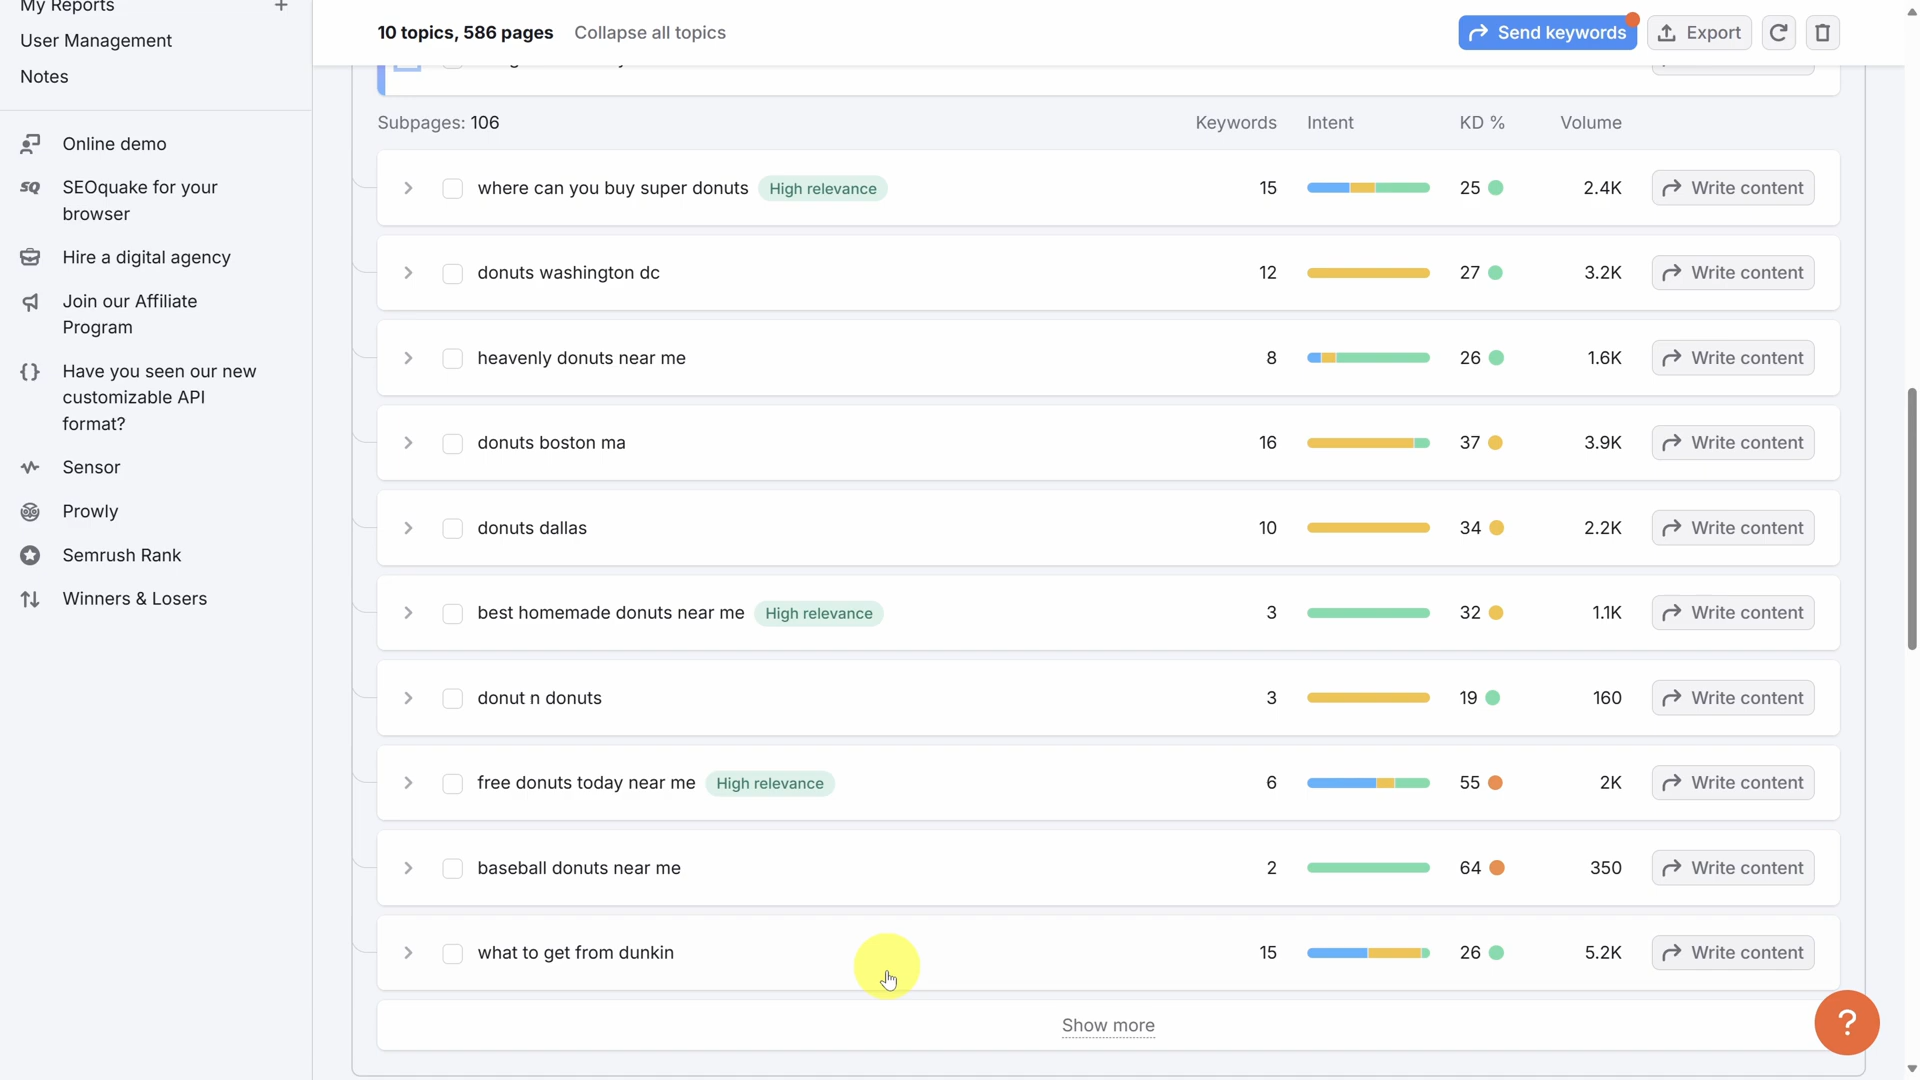 My Reports +
User Management
Notes
Online demo
SEOquake for your
browser
Hire a digital agency
Join our Affiliate
Program
Have you seen our new
customizable API
format?
Sensor
Prowly
Semrush Rank
Winners & Losers
10 topics, 586 pages Collapse all topics Send keywords Export
Subpages: 106 Keywords Intent KD % Volume
where can you buy super donuts High relevance 15 25 2.4K Write content
donuts washington dc 12 27 3.2K Write content
heavenly donuts near me 8 26 1.6K Write content
donuts boston ma 16 37 3.9K Write content
donuts dallas 10 34 2.2K Write content
best homemade donuts near me High relevance 3 32 1.1K Write content
donut n donuts 3 19 160 Write content
free donuts today near me High relevance 6 55 2K Write content
baseball donuts near me 2 64 350 Write content
what to get from dunkin 15 26 5.2K Write content
Show more
?